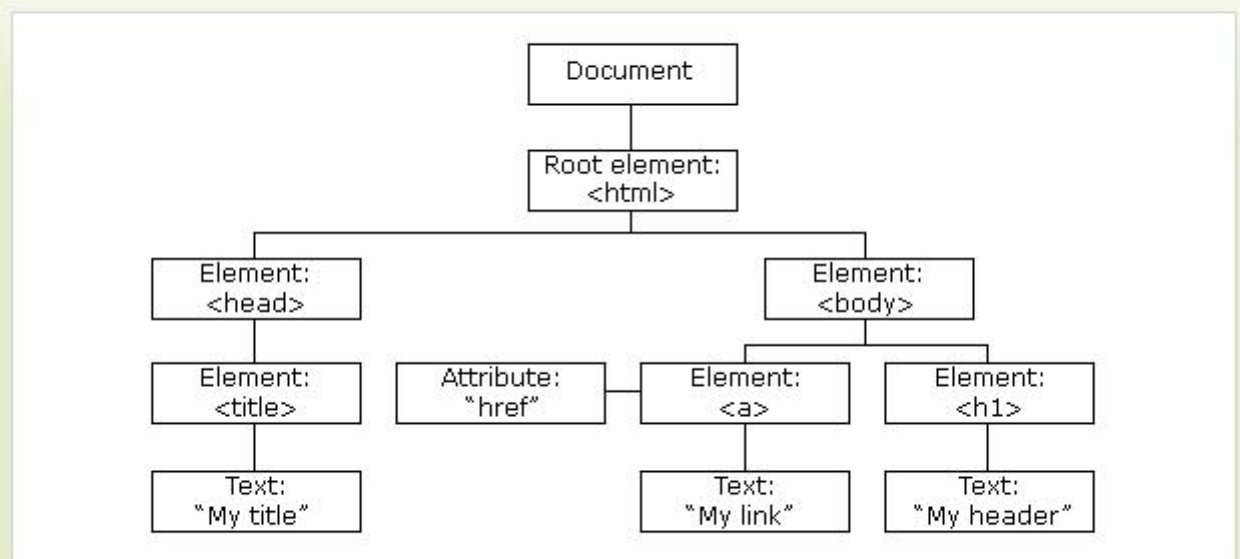 Document
Root element:
<html>
Element:
<head>
Element:
<body>
Element:
<title>
Attribute:
“href”
Element:
<a>
Element:
<h1>
Text:
“My title”
Text:
“My link”
Text:
“My header”